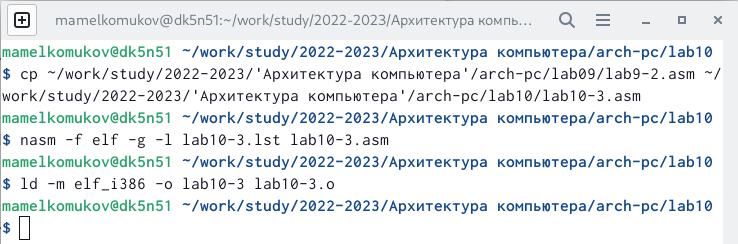 mamelkomukov@dk5n51:~/work/study/2022-2023/Архитектура комп...
mamelkomukov@dk5n51 ~/work/study/2022-2023/Архитектура компьютера/arch-pc/lab10
$ cp ~/work/study/2022-2023/'Архитектура компьютера'/arch-pc/lab09/lab9-2.asm ~/
work/study/2022-2023/'Архитектура компьютера'/arch-pc/lab10/lab10-3.asm
mamelkomukov@dk5n51 ~/work/study/2022-2023/Архитектура компьютера/arch-pc/lab10
$ nasm -f elf -g -l lab10-3.lst lab10-3.asm
mamelkomukov@dk5n51 ~/work/study/2022-2023/Архитектура компьютера/arch-pc/lab10
$ ld -m elf_i386 -o lab10-3 lab10-3.o
mamelkomukov@dk5n51 ~/work/study/2022-2023/Архитектура компьютера/arch-pc/lab10
$